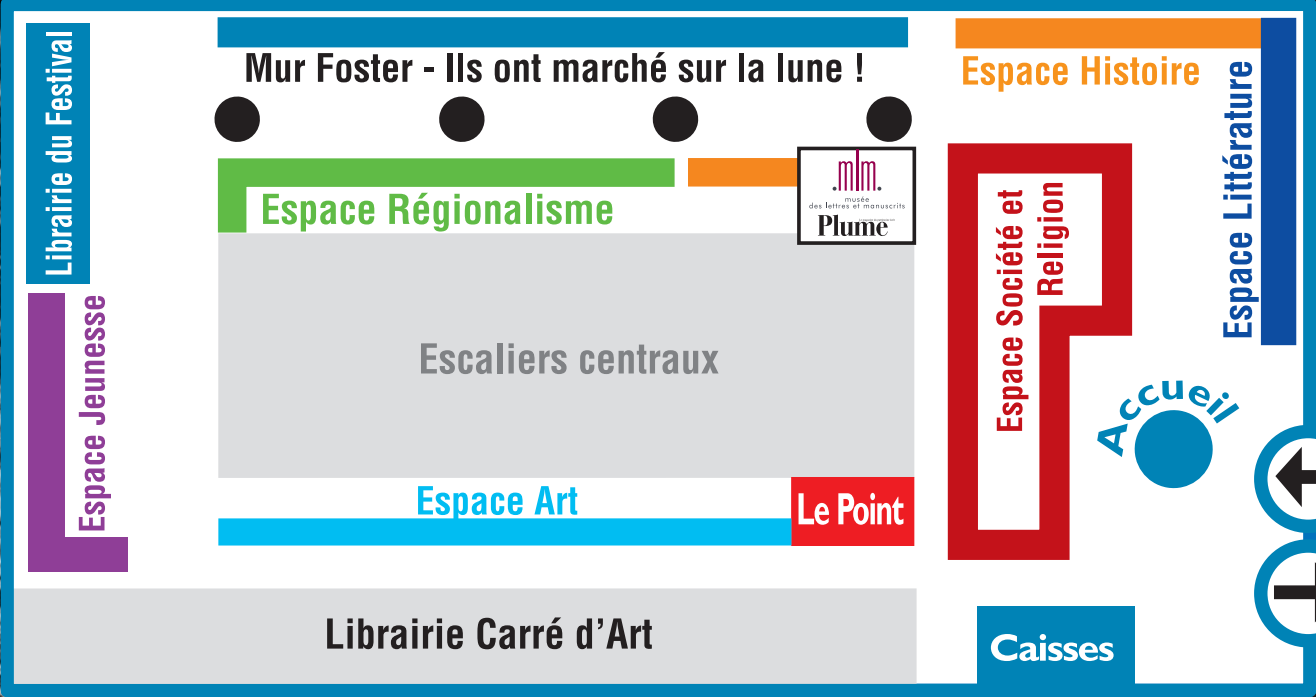 Librairie du Festival
Mur Foster - Ils ont marché sur la lune !
Espace Histoire
Espace Littérature
mlm
musée
des lettres et manuscrits
Plume
Espace Régionalisme
Espace Société et
Religion
Espace Jeunesse
Escaliers centraux
Accueil
Espace Art
Le Point
Librairie Carré d’Art
Caisses